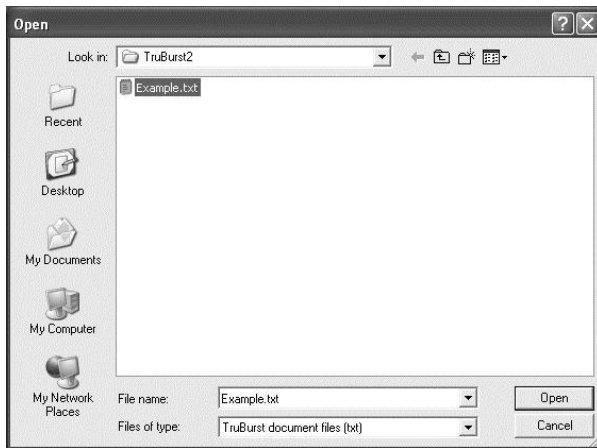 Open
Look in: TruBurst2
Example.txt
Recent
Desktop
My Documents
My Computer
My Network
Places
File name: Example.txt Open
Files of type: TruBurst document files (txt) Cancel